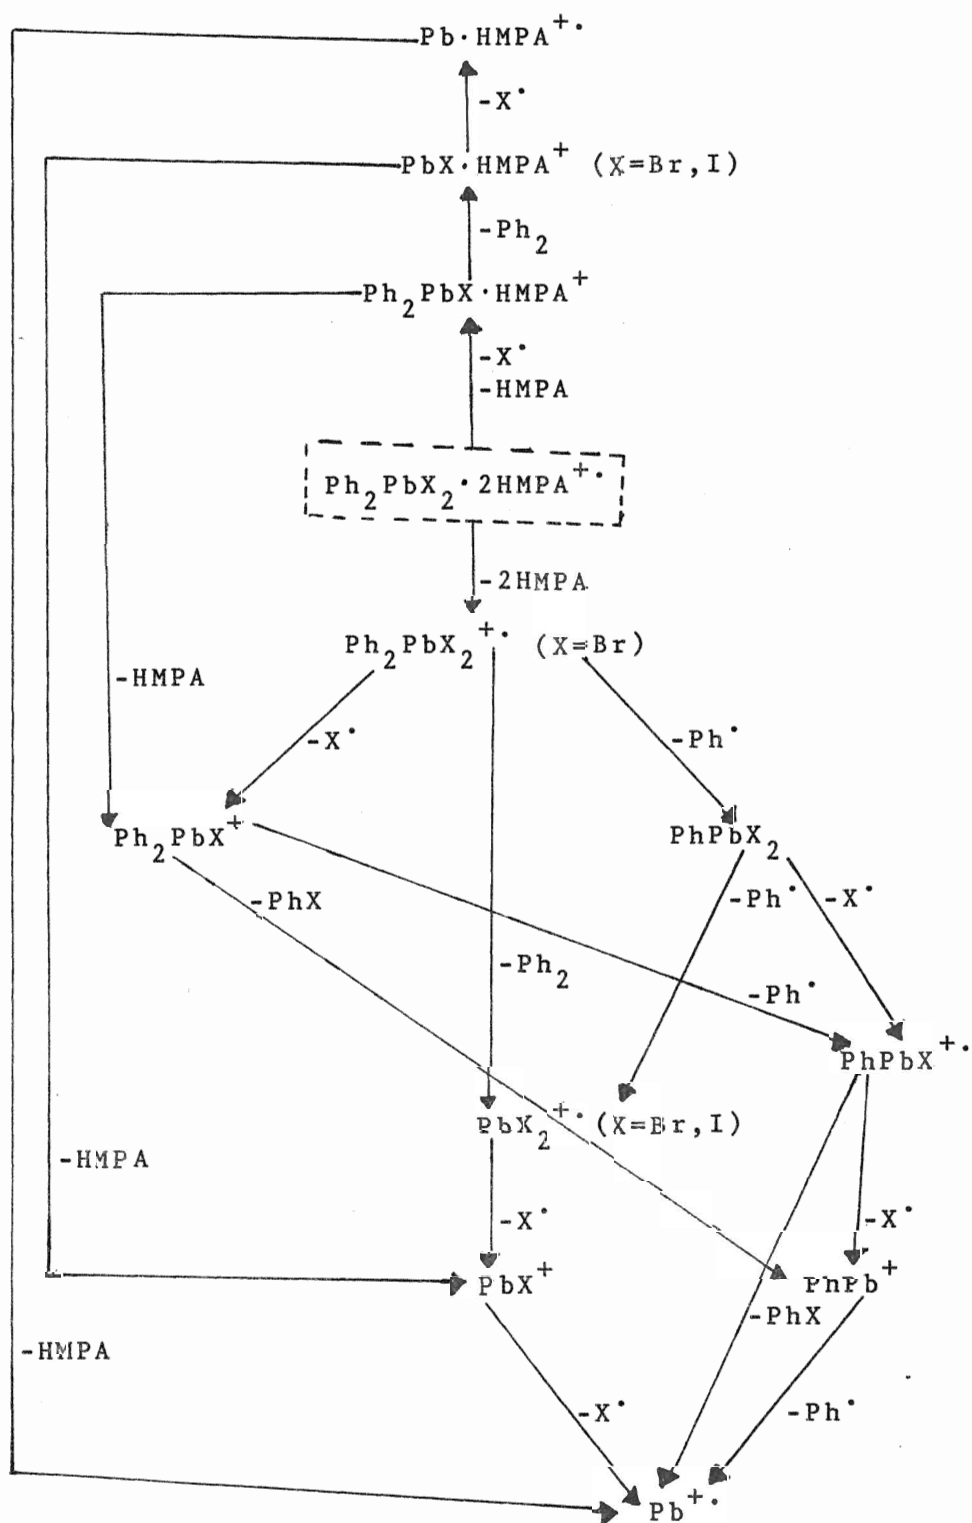 Pb·HMPA⁺·
-X·
PbX·HMPA⁺ (X=Br,I)
-Ph₂
Ph₂PbX·HMPA⁺
-X·
-HMPA
Ph₂PbX₂·2HMPA⁺·
-2HMPA
Ph₂PbX₂⁺· (X=Br)
-HMPA
-X· -Ph·
Ph₂PbX⁺ PhPbX₂
-PhX -Ph· -X·
-Ph₂
-Ph·
PhPbX⁺·
PbX₂⁺· (X=Br,I)
-HMPA
-X· -X·
PbX⁺ PhPb⁺
-PhX
-HMPA
-X· -Ph·
Pb⁺·